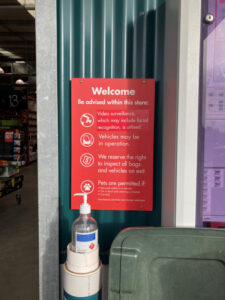 Welcome
Be advised within this store:
Video surveillance,
which may include facial
recognition, is utilised
Vehicles may be
in operation.
We reserve the right
to inspect all bags
and vehicles on exit
Pets are permitted if:
13